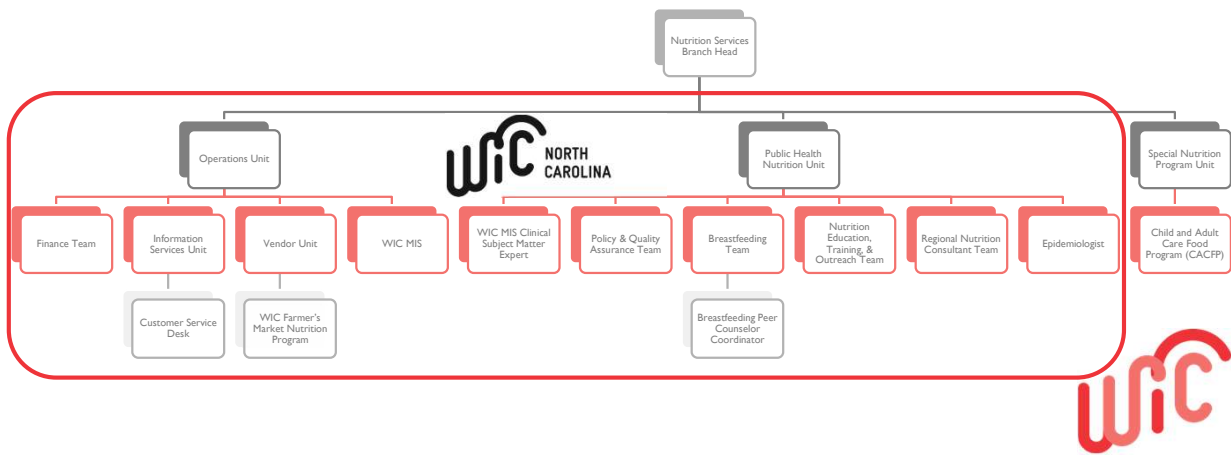 Nutrition Services
Branch Head
Operations Unit
WiC NORTH
CAROLINA
Public Health
Nutrition Unit
Special Nutrition
Program Unit
Finance Team
Information
Services Unit
Vendor Unit
WIC MIS
WIC MIS Clinical
Subject Matter
Expert
Policy & Quality
Assurance Team
Breastfeeding
Team
Nutrition
Education,
Training, &
Outreach Team
Regional Nutrition
Consultant Team
Epidemiologist
Child and Adult
Care Food
Program (CACFP)
Customer Service
Desk
WIC Farmer's
Market Nutrition
Program
Breastfeeding Peer
Counselor
Coordinator
WiC